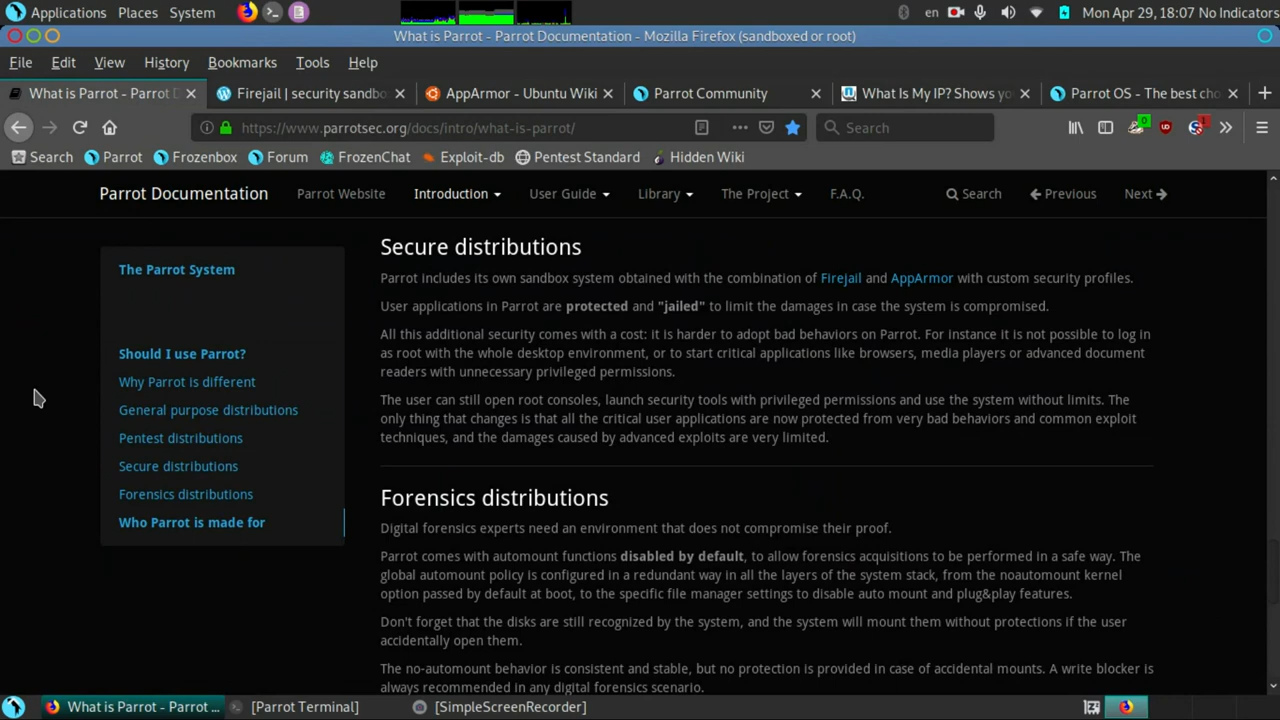 Applications Places System en Mon Apr 29, 18:07 No Indicators
What is Parrot - Parrot Documentation - Mozilla Firefox (sandboxed or root)
File Edit View History Bookmarks Tools Help
What is Parrot - Parrot D Firejail | security sandbo AppArmor - Ubuntu Wiki Parrot Community What Is My IP? Shows yo Parrot OS - The best cho
https://www.parrotsec.org/docs/intro/what-is-parrot/ Search 0 1
Search Parrot Frozenbox Forum FrozenChat Exploit-db Pentest Standard Hidden Wiki
Parrot Documentation Parrot Website Introduction User Guide Library The Project F.A.Q. Search Previous Next
The Parrot System
Should I use Parrot?
Why Parrot is different
General purpose distributions
Pentest distributions
Secure distributions
Forensics distributions
Who Parrot is made for
Secure distributions
Parrot includes its own sandbox system obtained with the combination of Firejail and AppArmor with custom security profiles.
User applications in Parrot are protected and "jailed" to limit the damages in case the system is compromised.
All this additional security comes with a cost: it is harder to adopt bad behaviors on Parrot. For instance it is not possible to log in
as root with the whole desktop environment, or to start critical applications like browsers, media players or advanced document
readers with unnecessary privileged permissions.
The user can still open root consoles, launch security tools with privileged permissions and use the system without limits. The
only thing that changes is that all the critical user applications are now protected from very bad behaviors and common exploit
techniques, and the damages caused by advanced exploits are very limited.
Forensics distributions
Digital forensics experts need an environment that does not compromise their proof.
Parrot comes with automount functions disabled by default, to allow forensics acquisitions to be performed in a safe way. The
global automount policy is configured in a redundant way in all the layers of the system stack, from the noautomount kernel
option passed by default at boot, to the specific file manager settings to disable auto mount and plug&play features.
Don't forget that the disks are still recognized by the system, and the system will mount them without protections if the user
accidentally open them.
The no-automount behavior is consistent and stable, but no protection is provided in case of accidental mounts. A write blocker is
always recommended in any digital forensics scenario.
What is Parrot - Parrot ... [Parrot Terminal] [SimpleScreenRecorder]